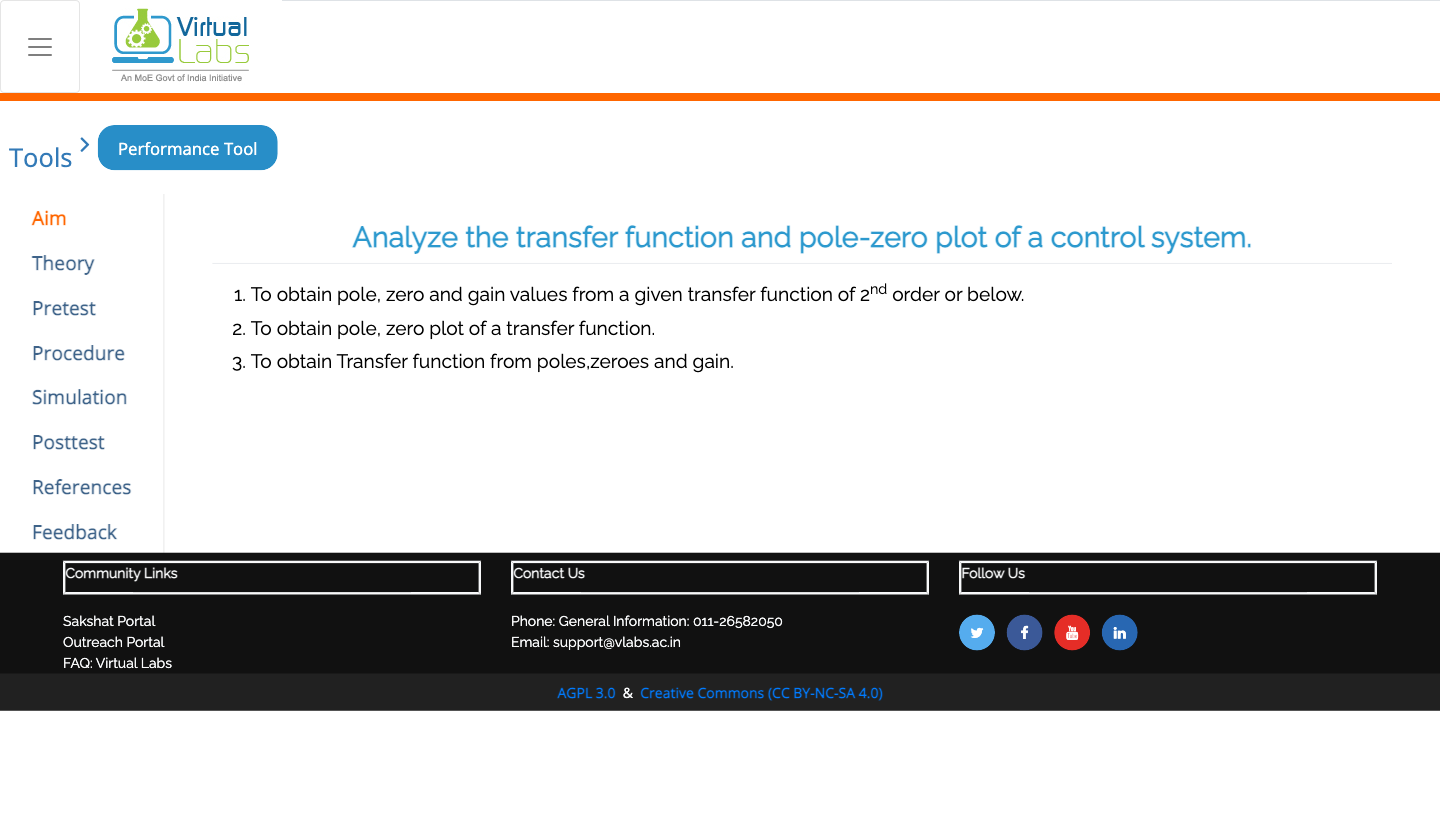 Virtual
Labs
An MoE Govt of India Initiative
Tools
Performance Tool
Aim
Theory
Pretest
Procedure
Simulation
Posttest
References
Feedback
Analyze the transfer function and pole-zero plot of a control system.
1. To obtain pole, zero and gain values from a given transfer function of 2nd order or below.
2. To obtain pole, zero plot of a transfer function.
3. To obtain Transfer function from poles,zeroes and gain.
Community Links
Sakshat Portal
Outreach Portal
FAQ: Virtual Labs
Contact Us
Phone: General Information: 011-26582050
Email: support@vlabs.ac.in
Follow Us
AGPL 3.0 & Creative Commons (CC BY-NC-SA 4.0)